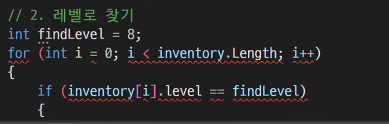 // 2. 레벨로 찾기
int findLevel = 8;
for (int i = 0; i < inventory.Length; i++)
{
if (inventory[i].level == findLevel)
{